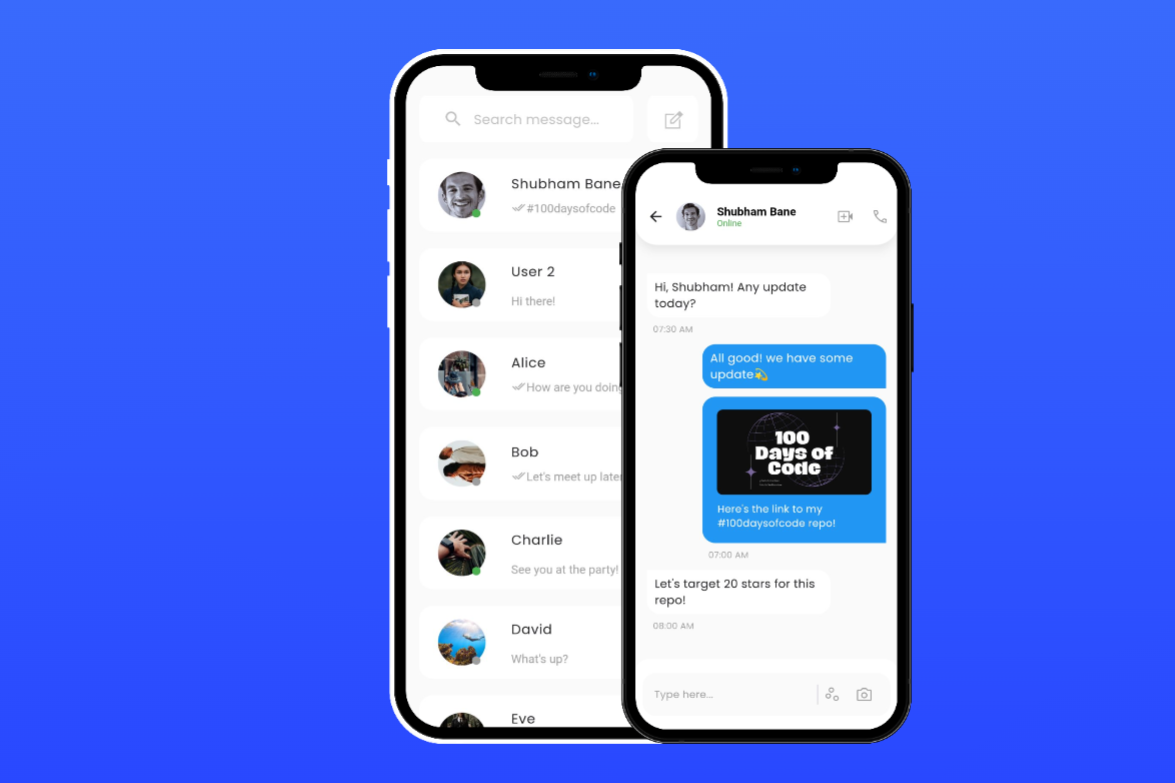 Search message...
Shubham Bane
#100daysofcode
User 2
Hi there!
Alice
How are you doing
Bob
Let's meet up later
Charlie
See you at the party!
David
What's up?
Eve
Shubham Bane
Online
Hi, Shubham! Any update
today?
07:30 AM
All good! we have some
update💫
100
Days of
Code
Here's the link to my
#100daysofcode repo!
07:00 AM
Let's target 20 stars for this
repo!
08:00 AM
Type here...